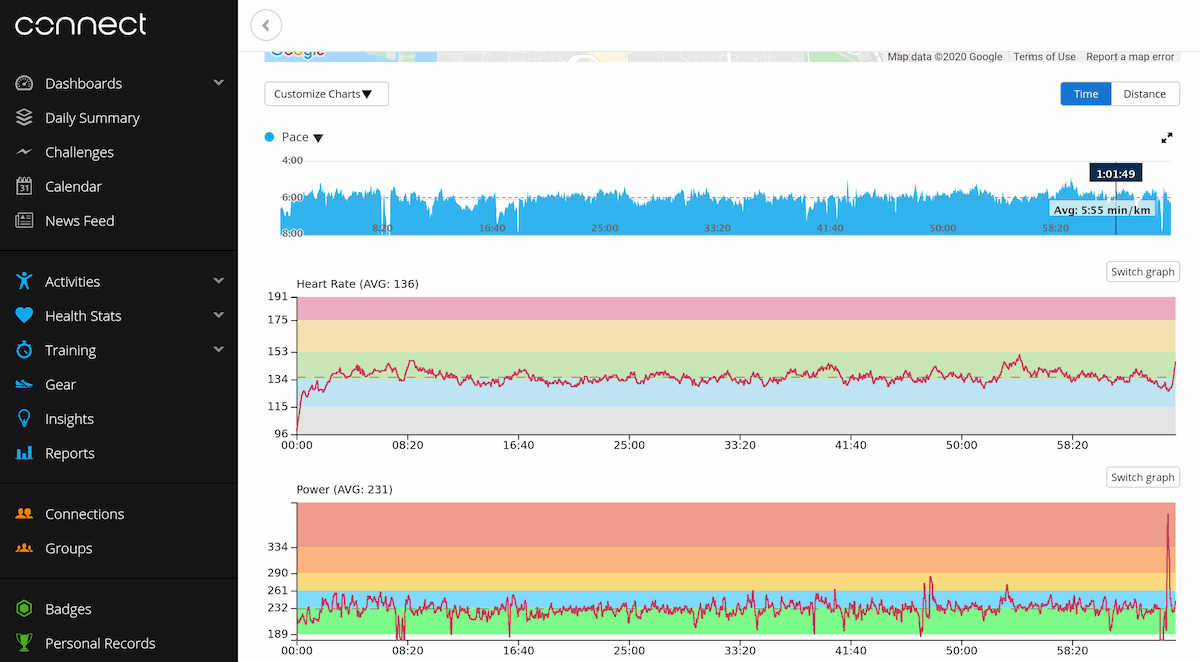 connect
Dashboards
Daily Summary
Challenges
31
Calendar
News Feed
Activities
Health Stats
Training
Gear
Insights
Reports
Connections
Groups
Badges
Personal Records
Google
Map data ©2020 Google Terms of Use Report a map error
Customize Charts▼
Time Distance
Pace ▼
4:00
1:01:49
6:00
Avg: 5:55 min/km
8:20 16:40 25:00 33:20 41:40 50:00 58:20
8:00
Switch graph
Heart Rate (AVG: 136)
191
175
153
134
115
96
00:00 08:20 16:40 25:00 33:20 41:40 50:00 58:20
Switch graph
Power (AVG: 231)
334
290
261
232
189
00:00 08:20 16:40 25:00 33:20 41:40 50:00 58:20